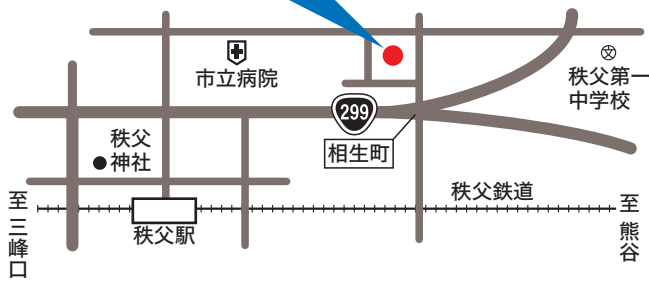 市立病院
文
秩父第一
中学校
299
秩父
神社
相生町
秩父鉄道
至 三峰口
秩父駅
至 熊谷